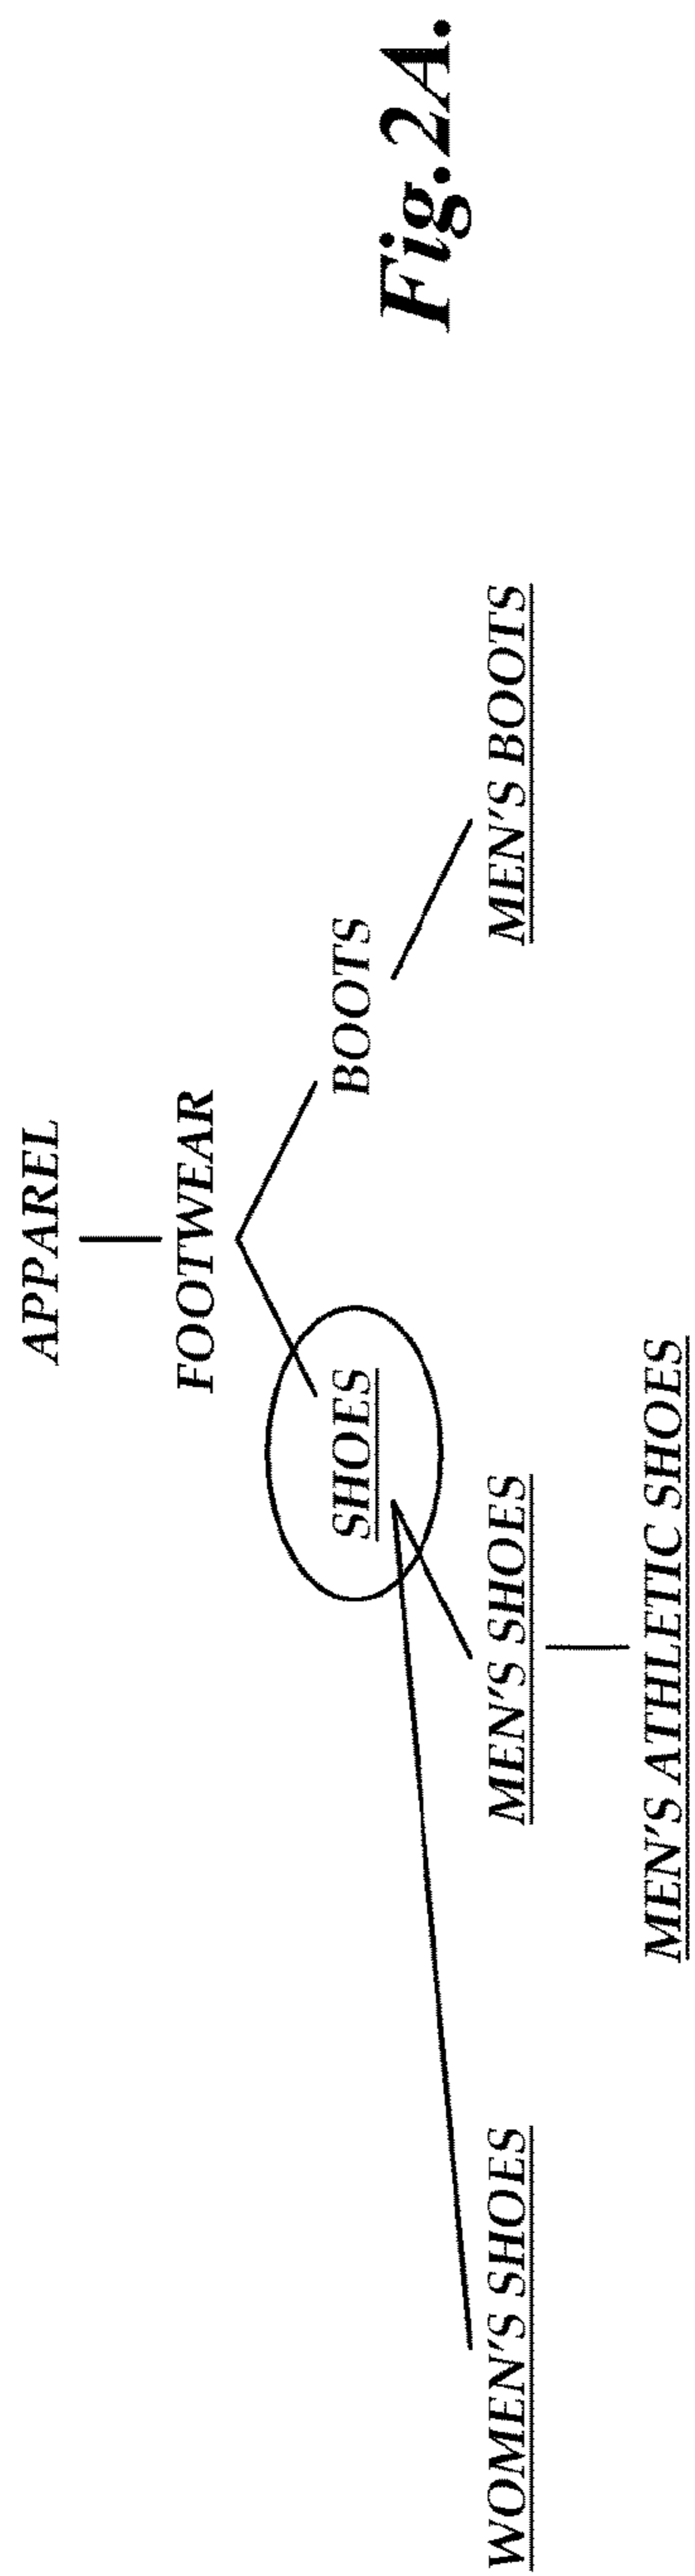 APPAREL
FOOTWEAR
SHOES
BOOTS
WOMEN'S SHOES
MEN'S SHOES
MEN'S BOOTS
MEN'S ATHLETIC SHOES
Fig.2A.